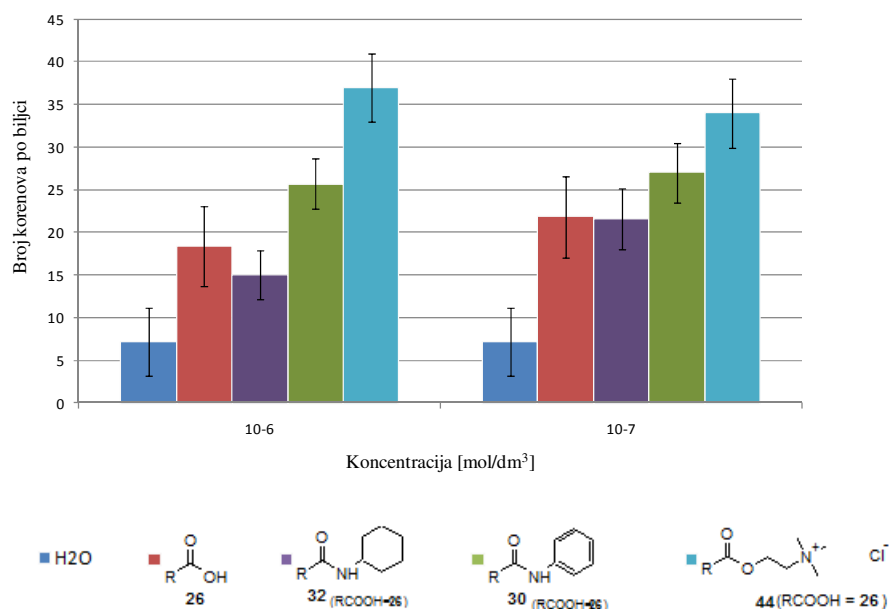 Broj korenova po biljci
45
40
35
30
25
20
15
10
5
0
10-6 10-7
Koncentracija [mol/dm³]
H2O
R O OH
26
R O NH
32 (RCOOH=26)
R O NH
30 (RCOOH=26)
R O O N+ Cl-
44 (RCOOH = 26)